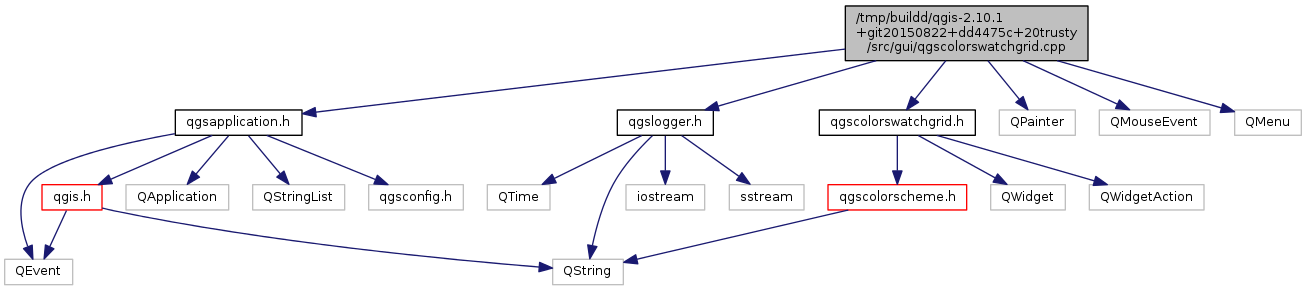 /tmp/buildd/qgis-2.10.1
+git20150822+dd4475c+20trusty
/src/gui/qgscolorswatchgrid.cpp
qgsapplication.h
qgslogger.h
qgscolorswatchgrid.h
QPainter
QMouseEvent
QMenu
qgis.h
QApplication
QStringList
qgsconfig.h
QTime
iostream
sstream
qgscolorscheme.h
QWidget
QWidgetAction
QEvent
QString